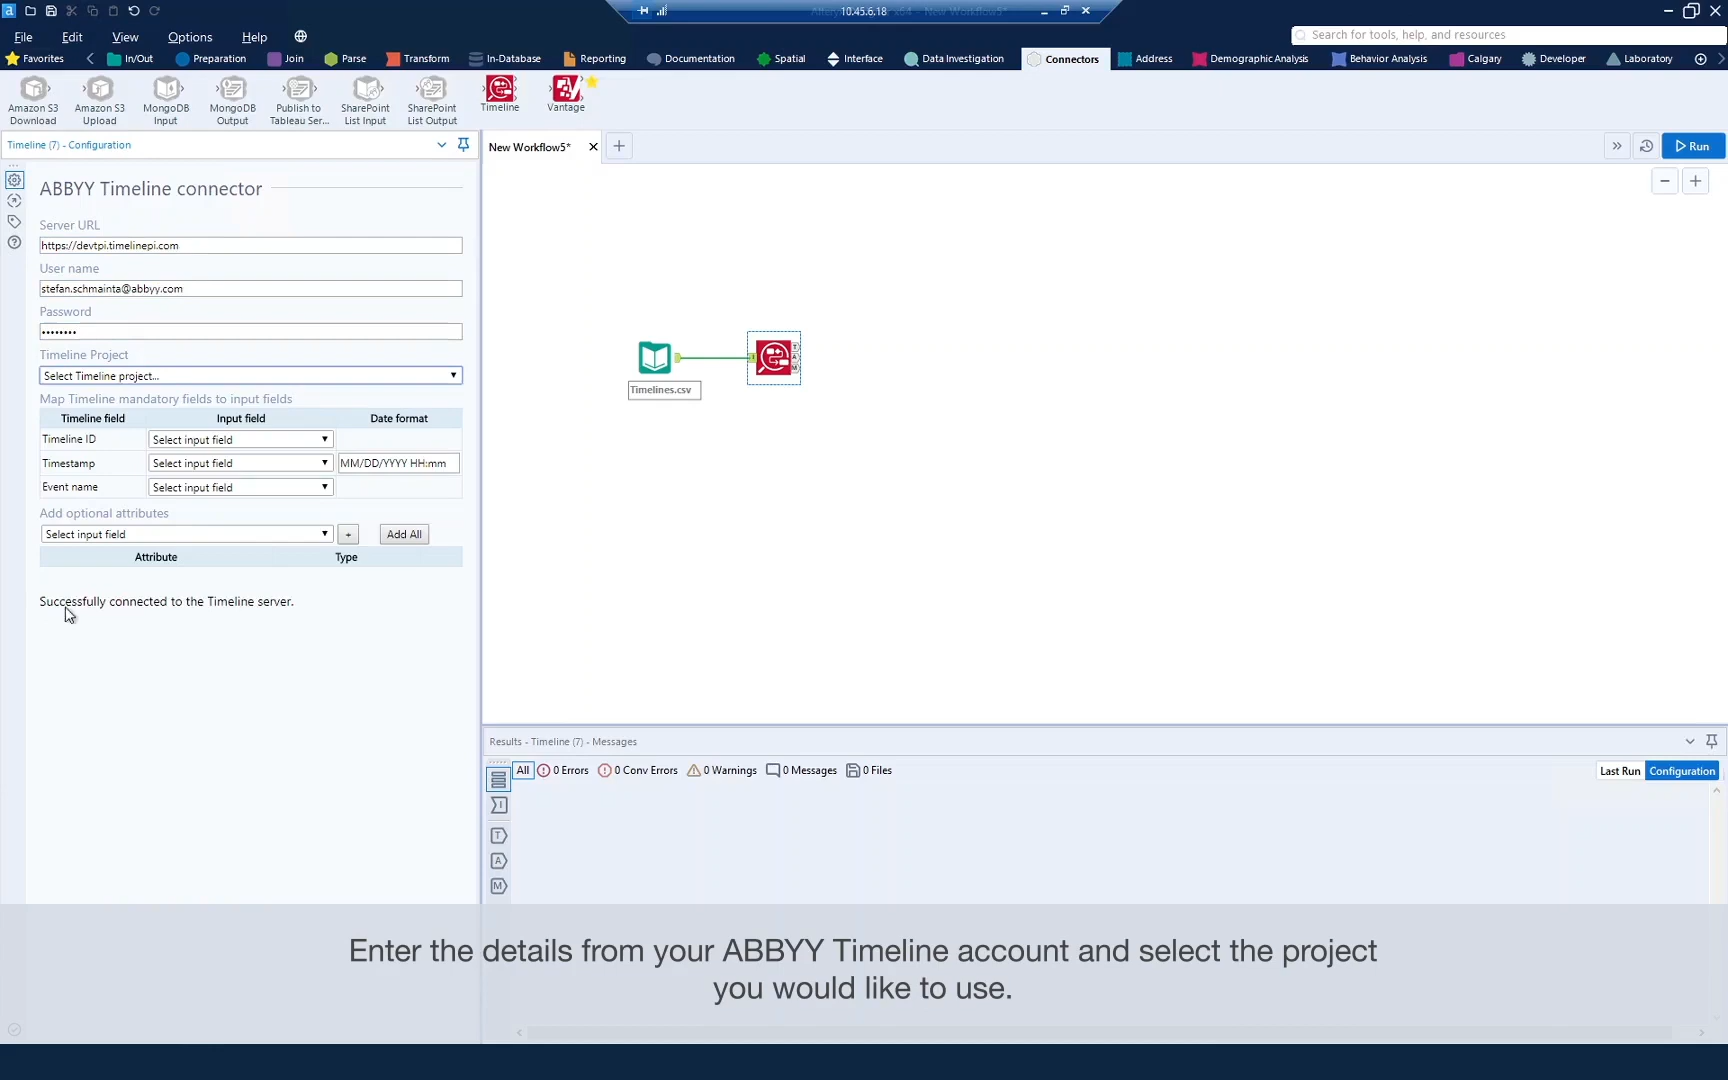 a
10.45.6.18
File Edit View Options Help
Search for tools, help, and resources
Favorites In/Out Preparation Join Parse Transform In-Database Reporting Documentation Spatial Interface Data Investigation Connectors Address Demographic Analysis Behavior Analysis Calgary Developer Laboratory
Amazon S3 Download
Amazon S3 Upload
MongoDB Input
MongoDB Output
Publish to Tableau Ser...
SharePoint List Input
SharePoint List Output
Timeline
Vantage
Timeline (7) - Configuration
New Workflow5*
Run
ABBYY Timeline connector
Server URL
https://devtpi.timelinepi.com
User name
stefan.schmainta@abbyy.com
Password
••••••••
Timeline Project
Select Timeline project...
Map Timeline mandatory fields to input fields
Timeline field Input field Date format
Timeline ID Select input field
Timestamp Select input field MM/DD/YYYY HH:mm
Event name Select input field
Add optional attributes
Select input field + Add All
Attribute Type
Successfully connected to the Timeline server.
T
A
M
Timelines.csv
Results - Timeline (7) - Messages
All 0 Errors 0 Conv Errors 0 Warnings 0 Messages 0 Files
Last Run Configuration
T
A
M
Enter the details from your ABBYY Timeline account and select the project
you would like to use.